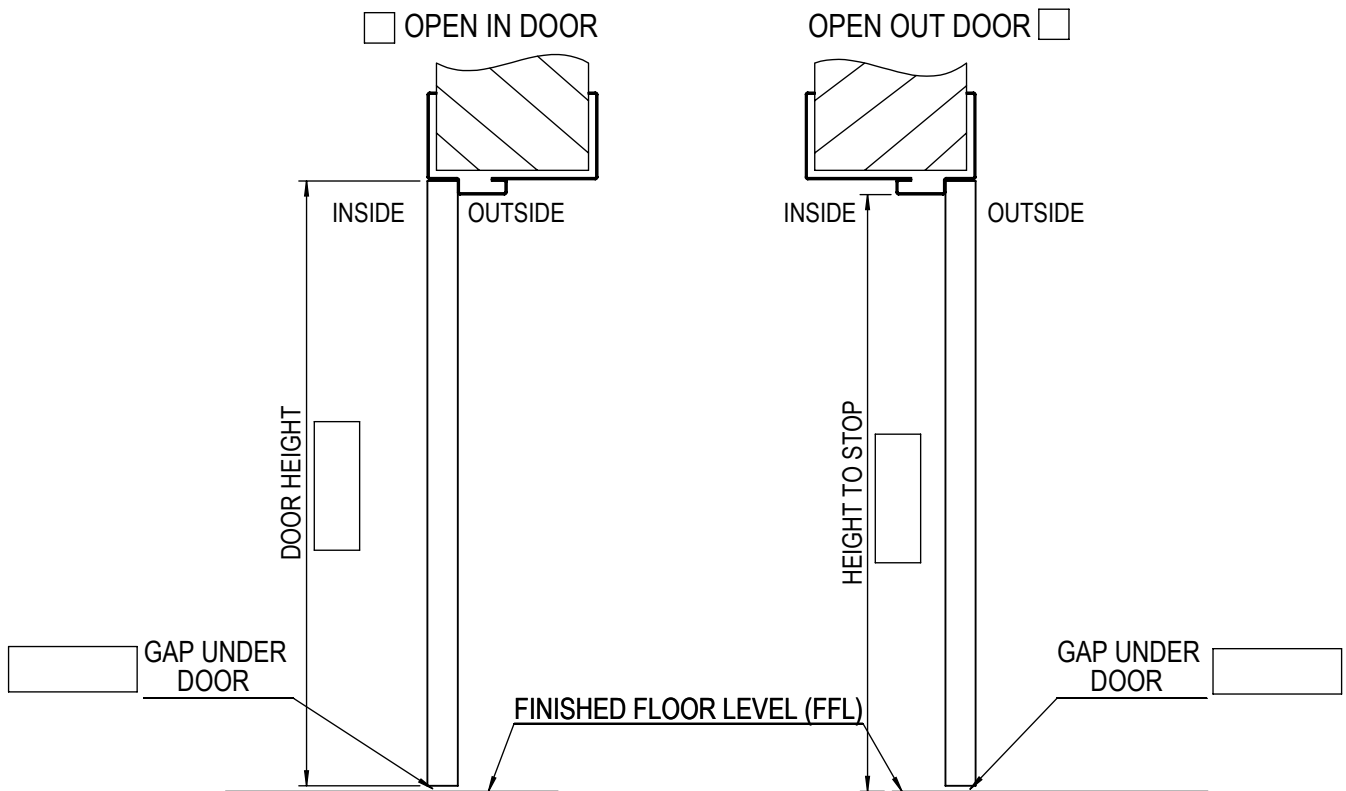 OPEN IN DOOR
OPEN OUT DOOR
INSIDE
OUTSIDE
INSIDE
OUTSIDE
DOOR HEIGHT
HEIGHT TO STOP
GAP UNDER
DOOR
GAP UNDER
DOOR
FINISHED FLOOR LEVEL (FFL)